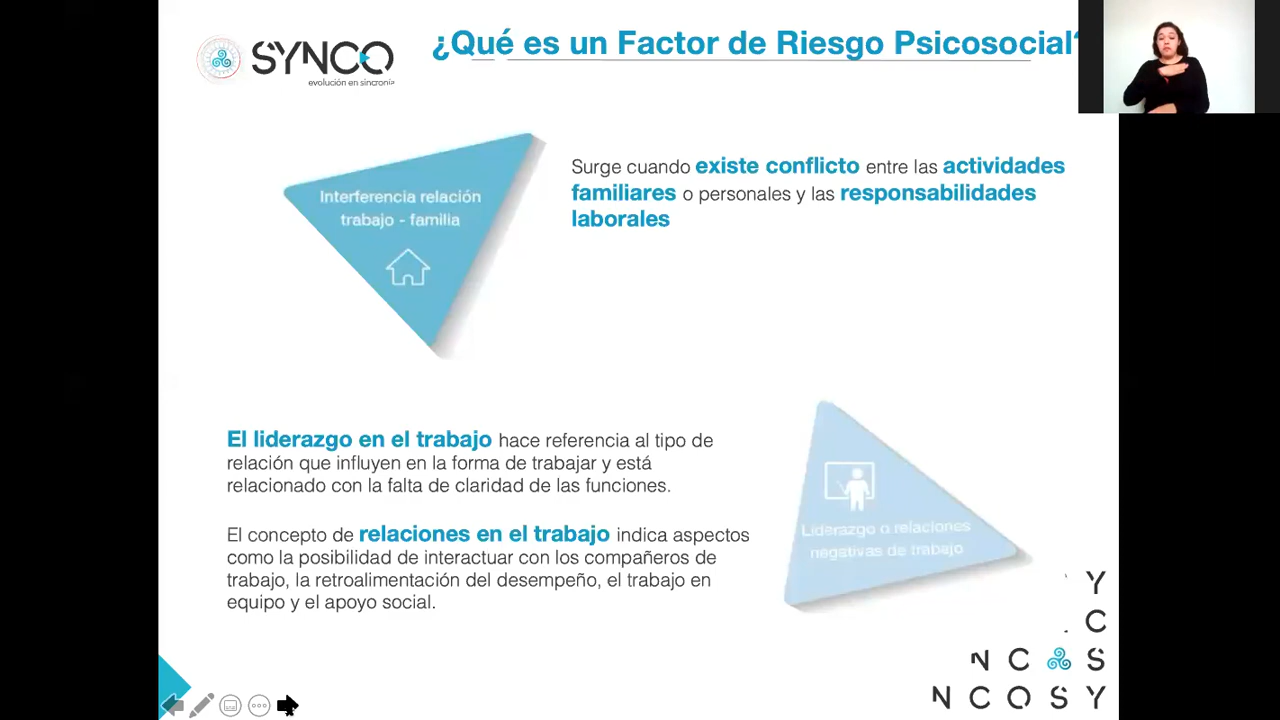 SYNCO
evolución en sincronía
¿Qué es un Factor de Riesgo Psicosocial?
Interferencia relación
trabajo - familia
Surge cuando existe conflicto entre las actividades
familiares o personales y las responsabilidades
laborales
El liderazgo en el trabajo hace referencia al tipo de
relación que influyen en la forma de trabajar y está
relacionado con la falta de claridad de las funciones.
El concepto de relaciones en el trabajo indica aspectos
como la posibilidad de interactuar con los compañeros de
trabajo, la retroalimentación del desempeño, el trabajo en
equipo y el apoyo social.
Liderazgo o relaciones
negativas de trabajo
Y
C
N C S
N C O S Y